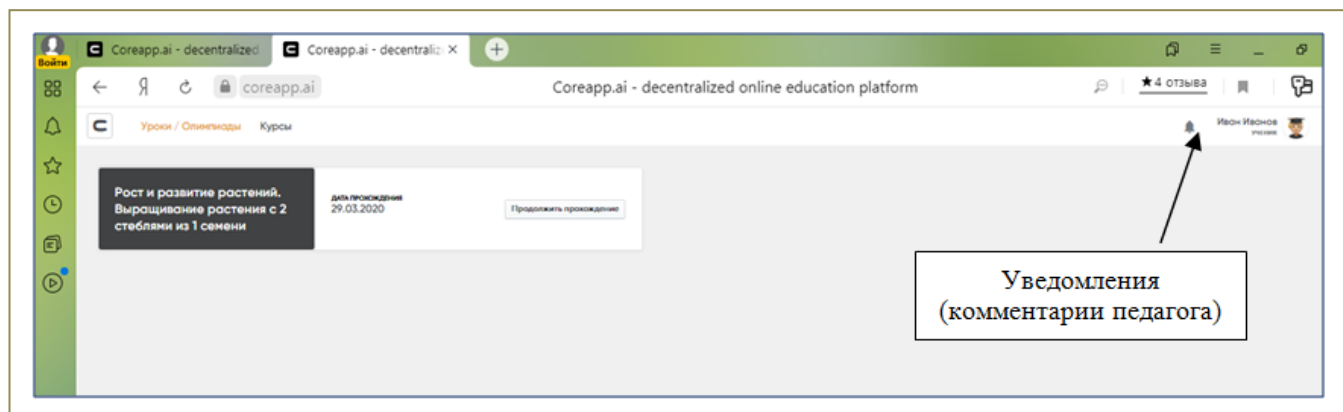 Coreapp.ai - decentralized
Coreapp.ai - decentraliz
Войти
Я
coreapp.ai
Coreapp.ai - decentralized online education platform
★4 отзыва
Уроки / Олимпиады Курсы
Иван Иванов
ученик
Рост и развитие растений.
Выращивание растения с 2
стеблями из 1 семени
ДАТА ПРОХОЖДЕНИЯ
29.03.2020
Продолжить прохождение
Уведомления
(комментарии педагога)